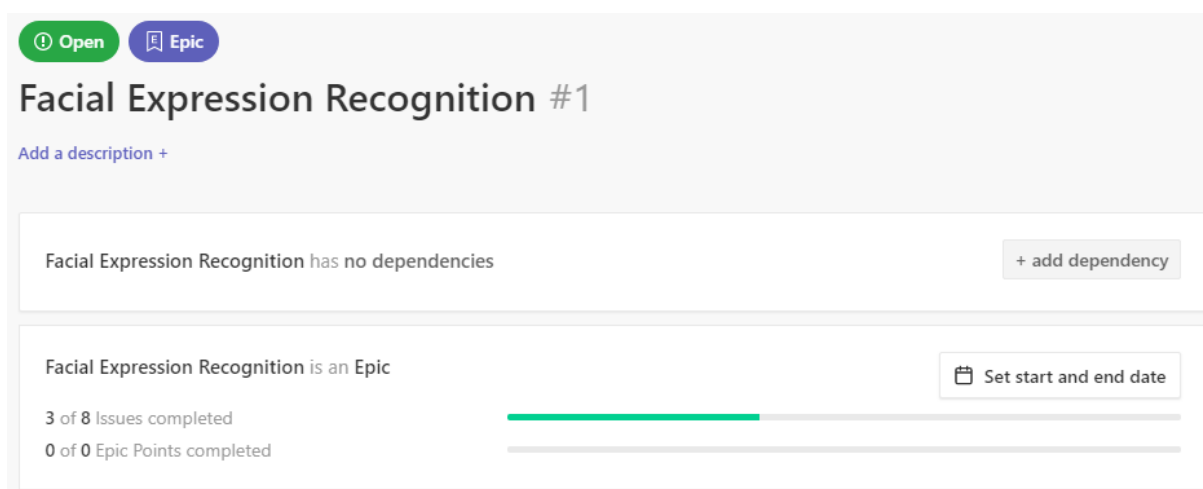 Open Epic
Facial Expression Recognition #1
Add a description +
Facial Expression Recognition has no dependencies
+ add dependency
Facial Expression Recognition is an Epic
Set start and end date
3 of 8 Issues completed
0 of 0 Epic Points completed